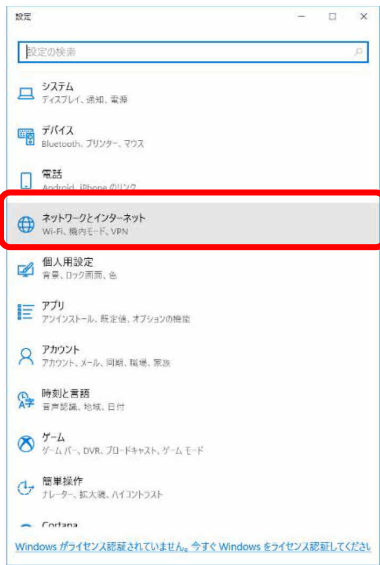 設定
設定の検索
システム
ディスプレイ、通知、電源
デバイス
Bluetooth、プリンター、マウス
電話
Android, iPhone のリンク
ネットワークとインターネット
Wi-Fi、機内モード、VPN
個人用設定
背景、ロック画面、色
アプリ
アンインストール、既定値、オプションの機能
アカウント
アカウント、メール、同期、職場、家族
時刻と言語
音声認識、地域、日付
ゲーム
ゲーム バー、DVR、ブロードキャスト、ゲーム モード
簡単操作
ナレーター、拡大鏡、ハイコントラスト
Cortana
Windows がライセンス認証されていません。今すぐ Windows をライセンス認証してくださ